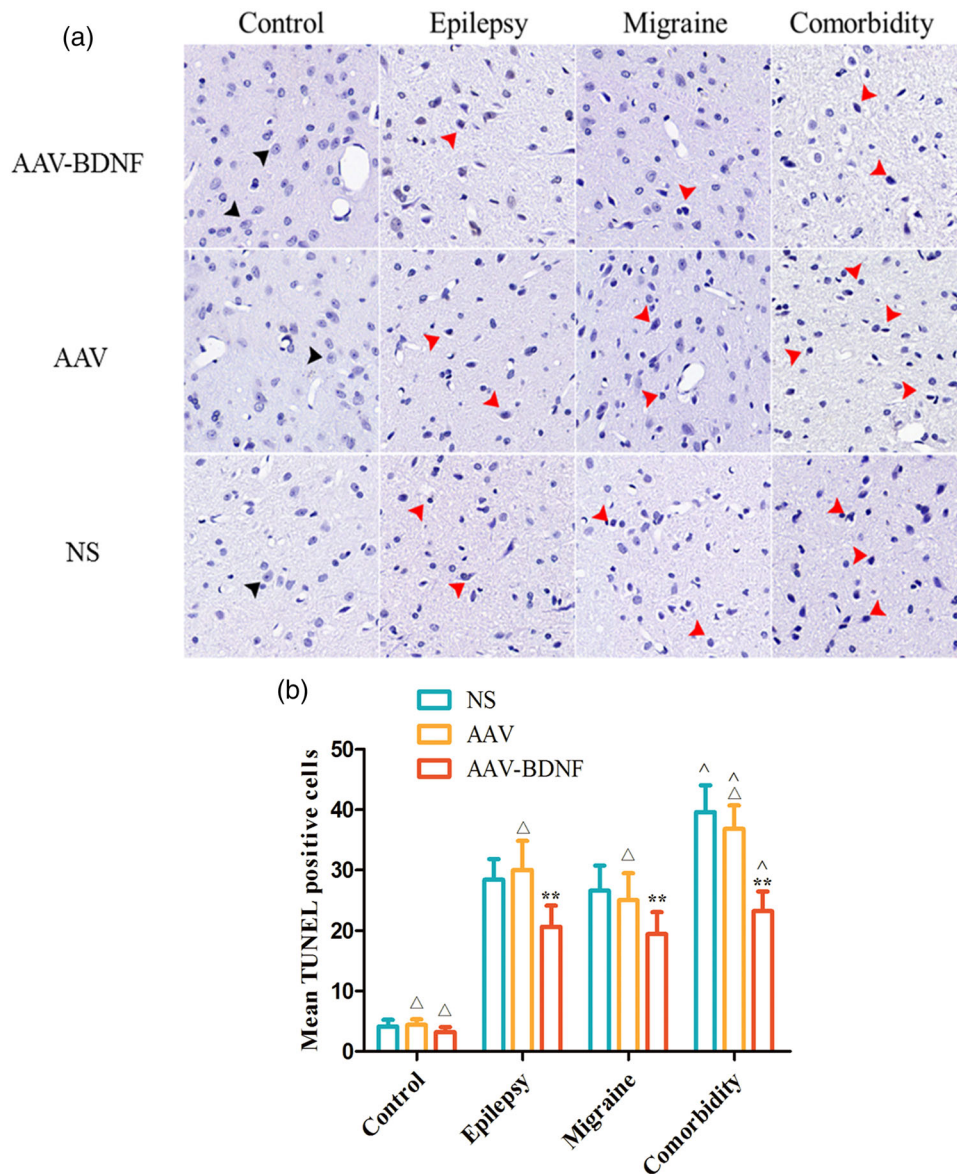 (a)
Control Epilepsy Migraine Comorbidity
AAV-BDNF
AAV
NS
(b)
NS
AAV
AAV-BDNF
Mean TUNEL positive cells
50
40
30
20
10
0
△ △
△ **
△ **
^ ^ △ ^ **
Control Epilepsy Migraine Comorbidity